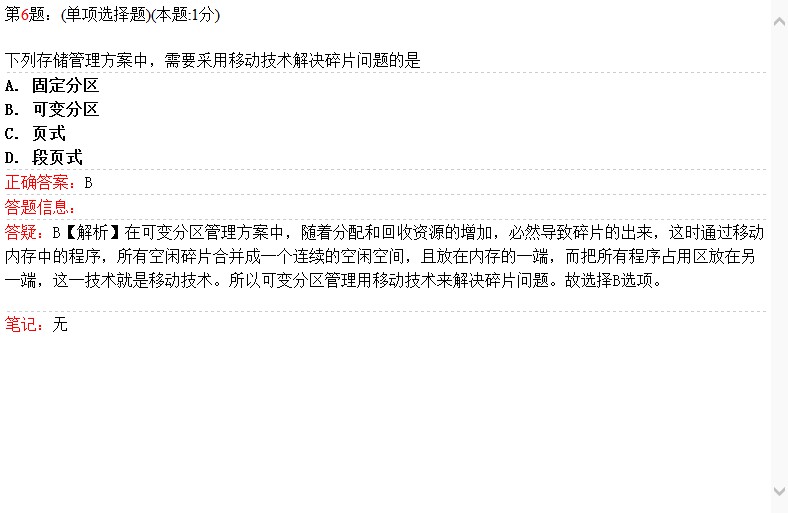 第6题：(单项选择题)(本题:1分)
下列存储管理方案中，需要采用移动技术解决碎片问题的是
A. 固定分区
B. 可变分区
C. 页式
D. 段页式
正确答案：B
答题信息：
答疑：B【解析】在可变分区管理方案中，随着分配和回收资源的增加，必然导致碎片的出来，这时通过移动
内存中的程序，所有空闲碎片合并成一个连续的空闲空间，且放在内存的一端，而把所有程序占用区放在另
一端，这一技术就是移动技术。所以可变分区管理用移动技术来解决碎片问题。故选择B选项。
笔记：无